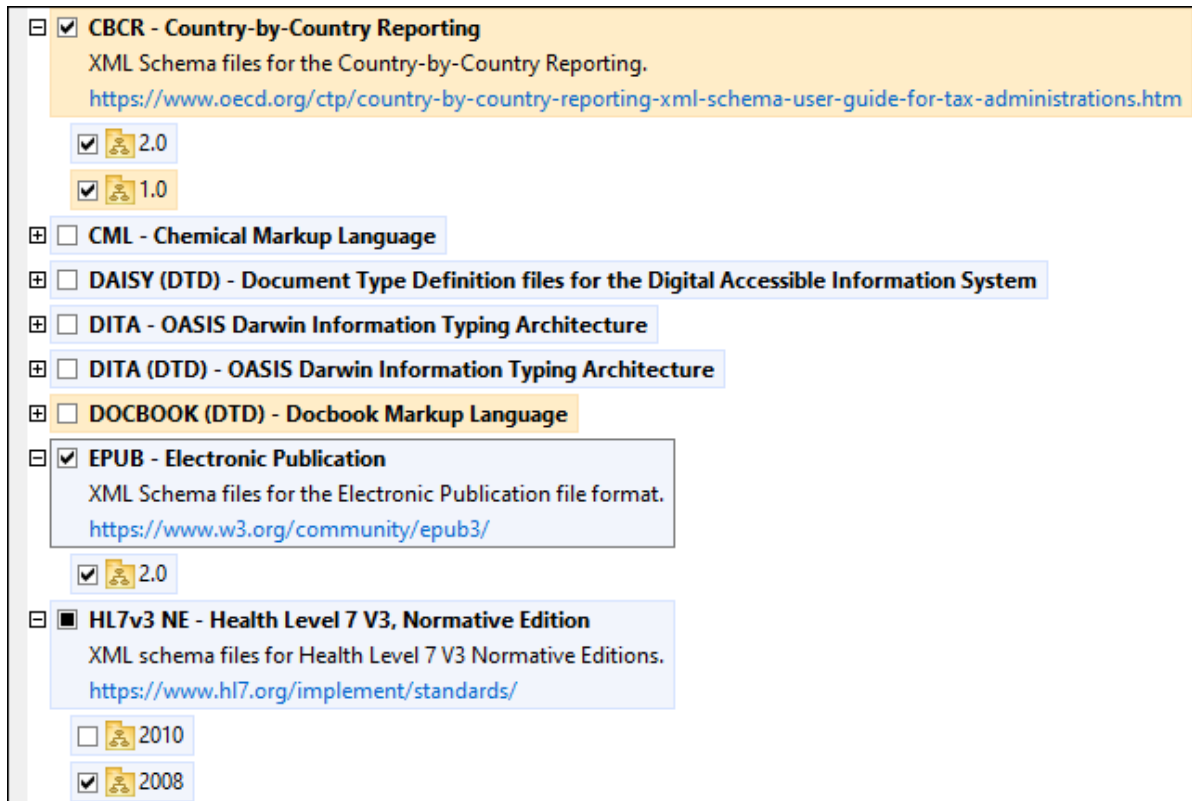 CBCR - Country-by-Country Reporting
XML Schema files for the Country-by-Country Reporting.
https://www.oecd.org/ctp/country-by-country-reporting-xml-schema-user-guide-for-tax-administrations.htm
2.0
1.0
CML - Chemical Markup Language
DAISY (DTD) - Document Type Definition files for the Digital Accessible Information System
DITA - OASIS Darwin Information Typing Architecture
DITA (DTD) - OASIS Darwin Information Typing Architecture
DOCBOOK (DTD) - Docbook Markup Language
EPUB - Electronic Publication
XML Schema files for the Electronic Publication file format.
https://www.w3.org/community/epub3/
2.0
HL7v3 NE - Health Level 7 V3, Normative Edition
XML schema files for Health Level 7 V3 Normative Editions.
https://www.hl7.org/implement/standards/
2010
2008